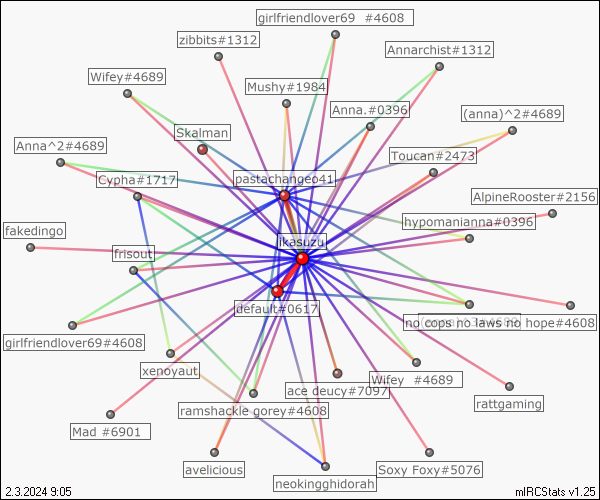 girlfriendlover69 #4608
zibbits#1312
Annarchist#1312
Wifey#4689
Mushy#1984
Anna.#0396
(anna)^2#4689
Skalman
Anna^2#4689
Toucan#2473
Cypha#1717
pastachangeo41
AlpineRooster#2156
hypomanianna#0396
fakedingo
jkasuzu
frisout
default#0617
no cops no laws no hope#4608
girlfriendlover69#4608
xenoyaut
Wifey #4689
ace deucy#7097
rattgaming
ramshackle gorey#4608
Mad #6901
avelicious
Soxy Foxy#5076
neokingghidorah
2.3.2024 9:05
mIRCStats v1.25